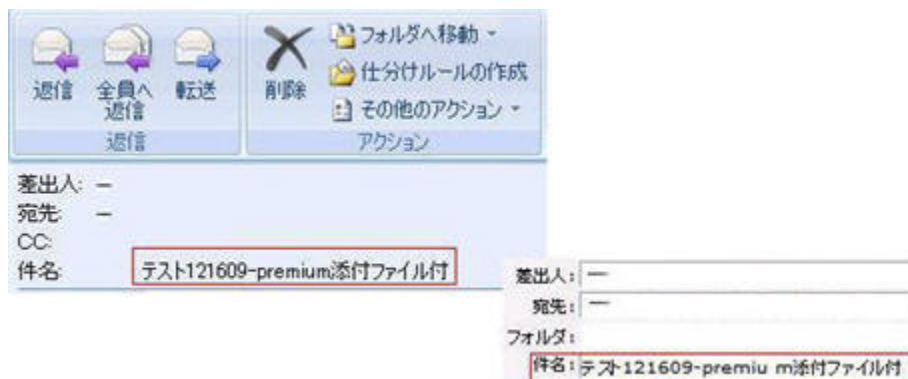 フォルダへ移動
仕分けルールの作成
その他のアクション
返信 全員へ返信 転送 削除
返信 アクション
差出人: —
宛先: —
CC:
件名: テスト121609-premium添付ファイル付
差出人: —
宛先: —
フォルダ:
件名: テスト121609-premiu m添付ファイル付